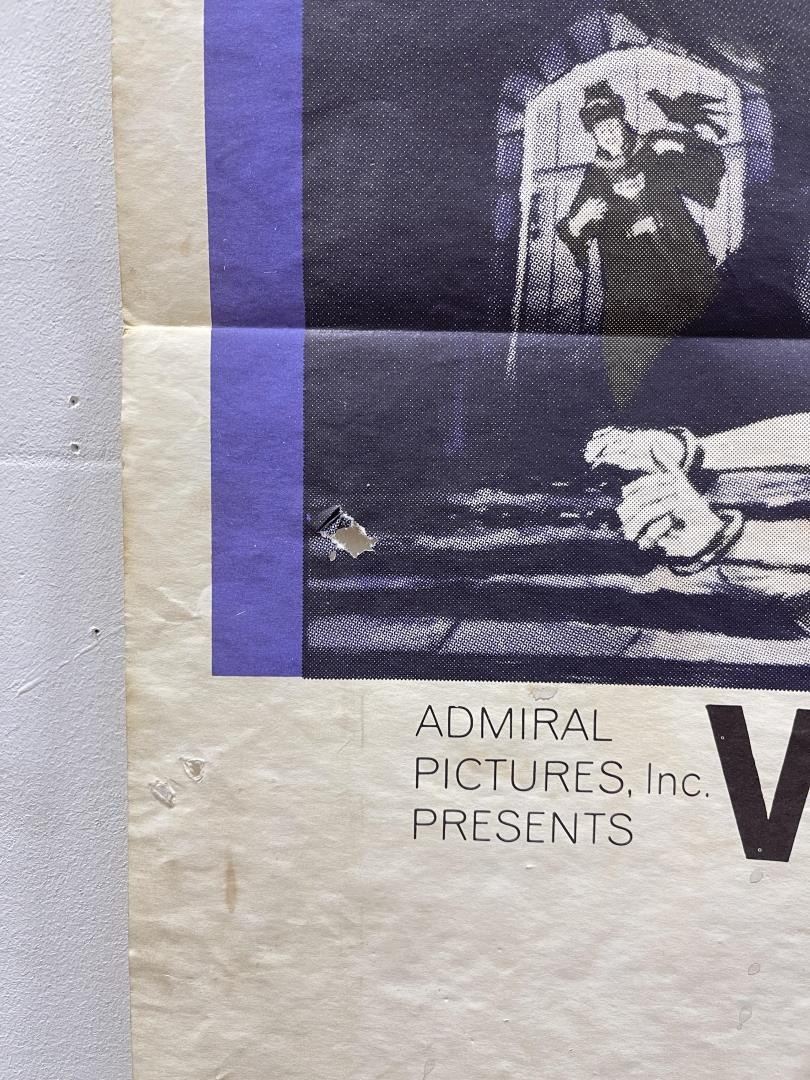 ADMIRAL
PICTURES, Inc.
PRESENTS
W